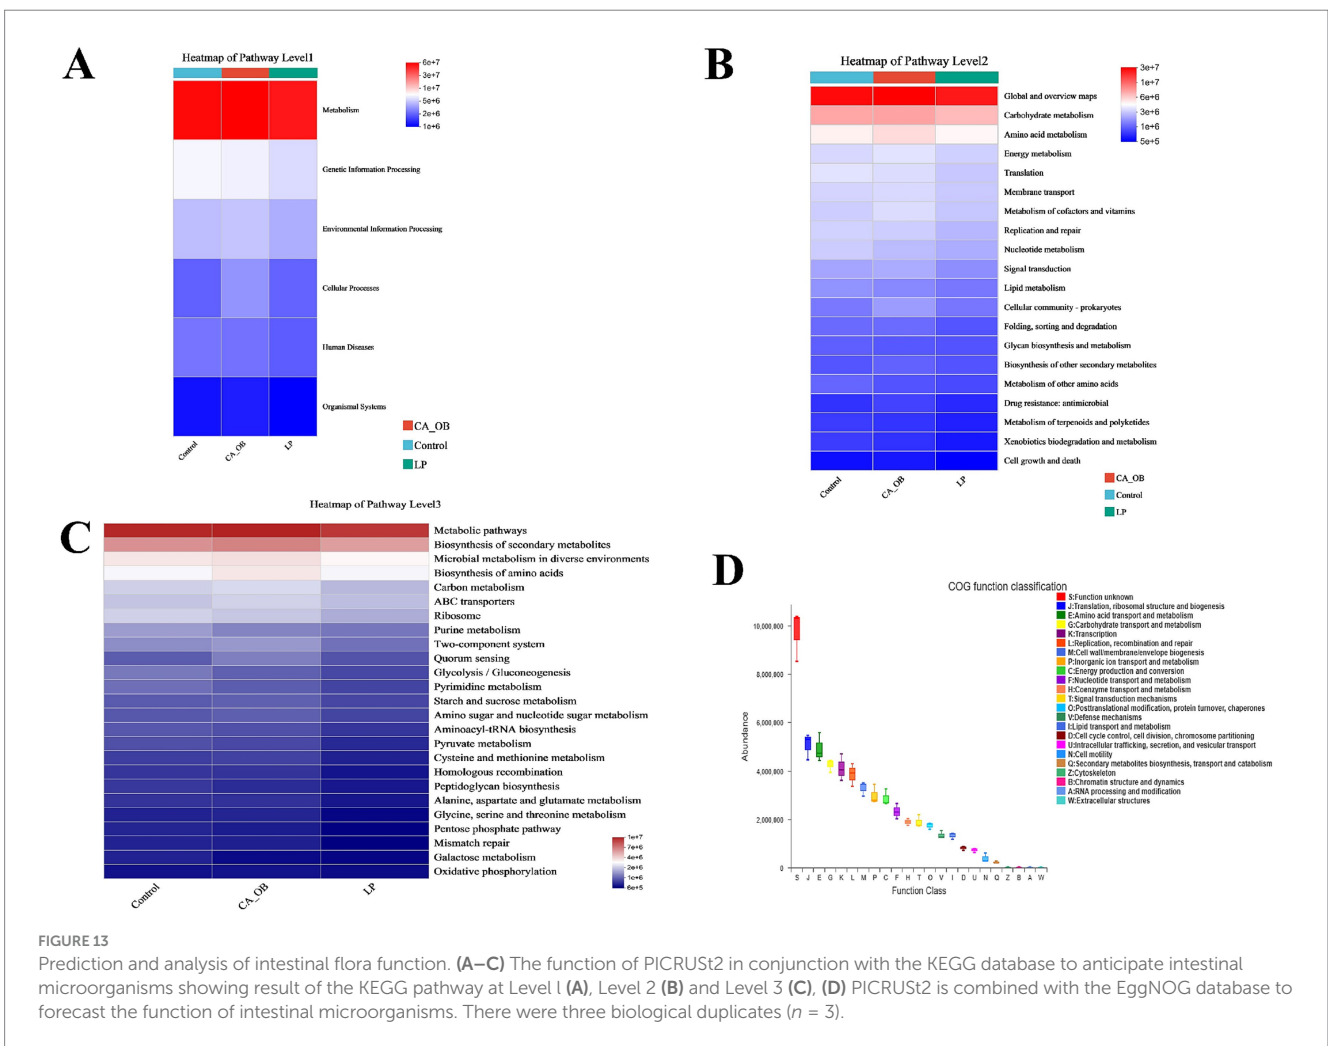 A
Heatmap of Pathway Level1
6e+7
3e+7
1e+7
5e+6
2e+6
1e+6
Metabolism
Genetic Information Processing
Environmental Information Processing
Cellular Processes
Human Diseases
Organismal Systems
Control
CA_OB
LP
CA_OB
Control
LP
B
Heatmap of Pathway Level2
3e+7
1e+7
6e+6
3e+6
1e+6
5e+5
Global and overview maps
Carbohydrate metabolism
Amino acid metabolism
Energy metabolism
Translation
Membrane transport
Metabolism of cofactors and vitamins
Replication and repair
Nucleotide metabolism
Signal transduction
Lipid metabolism
Cellular community - prokaryotes
Folding, sorting and degradation
Glycan biosynthesis and metabolism
Biosynthesis of other secondary metabolites
Metabolism of other amino acids
Drug resistance: antimicrobial
Metabolism of terpenoids and polyketides
Xenobiotics biodegradation and metabolism
Cell growth and death
Control
CA_OB
LP
CA_OB
Control
LP
C
Heatmap of Pathway Level3
Metabolic pathways
Biosynthesis of secondary metabolites
Microbial metabolism in diverse environments
Biosynthesis of amino acids
Carbon metabolism
ABC transporters
Ribosome
Purine metabolism
Two-component system
Quorum sensing
Glycolysis / Gluconeogenesis
Pyrimidine metabolism
Starch and sucrose metabolism
Amino sugar and nucleotide sugar metabolism
Aminoacyl-tRNA biosynthesis
Pyruvate metabolism
Cysteine and methionine metabolism
Homologous recombination
Peptidoglycan biosynthesis
Alanine, aspartate and glutamate metabolism
Glycine, serine and threonine metabolism
Pentose phosphate pathway
Mismatch repair
Galactose metabolism
Oxidative phosphorylation
1e+7
7e+6
4e+6
2e+6
1e+6
6e+5
Control
CA_OB
LP
D
COG function classification
10,000,000
8,000,000
6,000,000
4,000,000
2,000,000
0
Abundance
S J E G K L M P C F H T O V I D U N Q Z B A W
Function Class
S:Function unknown
J:Translation, ribosomal structure and biogenesis
E:Amino acid transport and metabolism
G:Carbohydrate transport and metabolism
K:Transcription
L:Replication, recombination and repair
M:Cell wall/membrane/envelope biogenesis
P:Inorganic ion transport and metabolism
C:Energy production and conversion
F:Nucleotide transport and metabolism
H:Coenzyme transport and metabolism
T:Signal transduction mechanisms
O:Posttranslational modification, protein turnover, chaperones
V:Defense mechanisms
I:Lipid transport and metabolism
D:Cell cycle control, cell division, chromosome partitioning
U:Intracellular trafficking, secretion, and vesicular transport
N:Cell motility
Q:Secondary metabolites biosynthesis, transport and catabolism
Z:Cytoskeleton
B:Chromatin structure and dynamics
A:RNA processing and modification
W:Extracellular structures
FIGURE 13
Prediction and analysis of intestinal flora function. (A–C) The function of PICRUSt2 in conjunction with the KEGG database to anticipate intestinal
microorganisms showing result of the KEGG pathway at Level l (A), Level 2 (B) and Level 3 (C), (D) PICRUSt2 is combined with the EggNOG database to
forecast the function of intestinal microorganisms. There were three biological duplicates (n = 3).